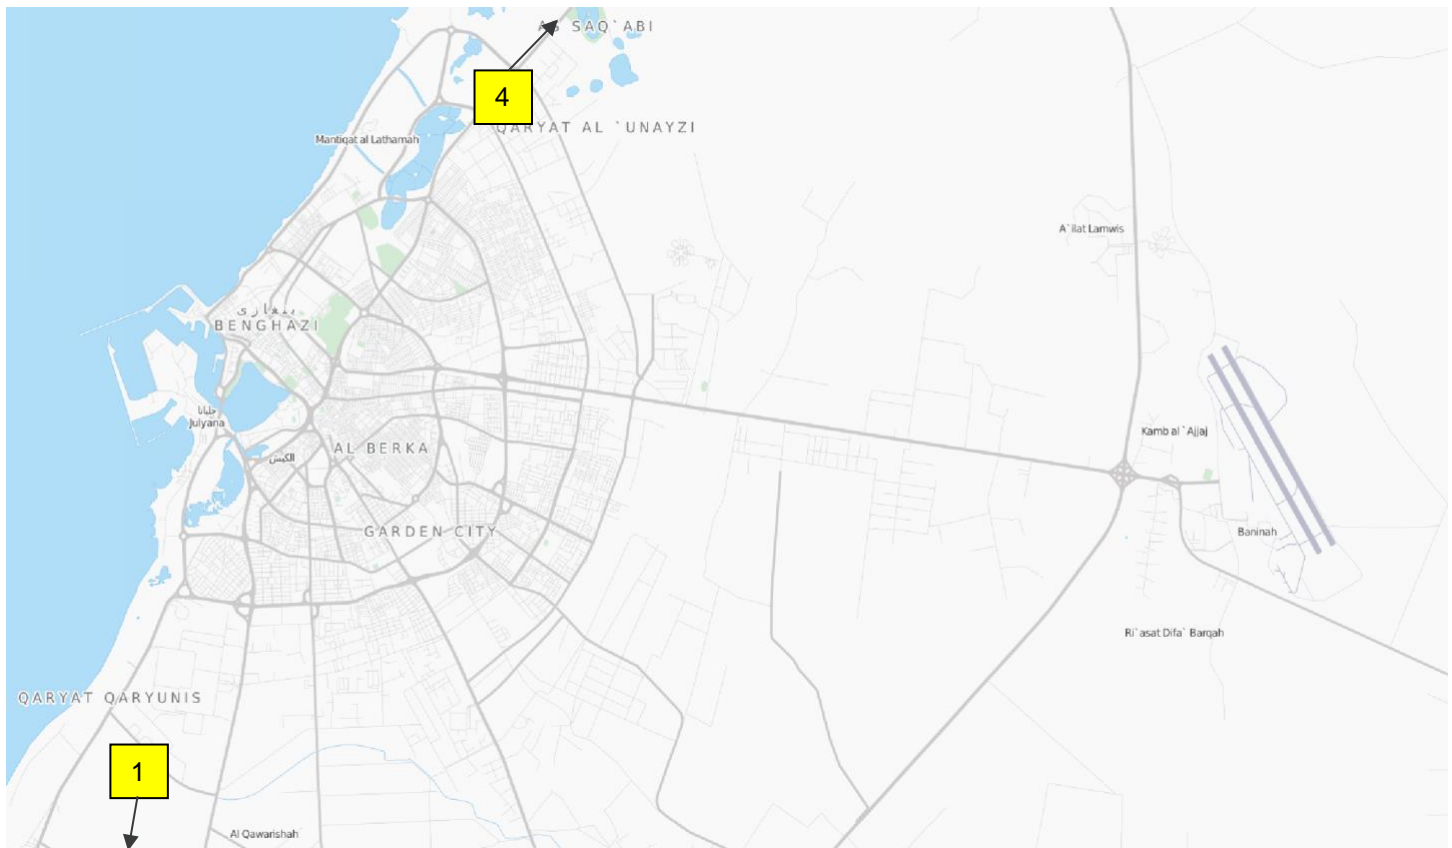 AS SAQ`ABI
4
QARYAT AL `UNAYZI
Mantiqat al Lathamah
A`ilat Lamwis
بنغازي
BENGHAZI
جليانا
Julyana
AL BERKA
Kamb al `Ajjaj
الكيش
GARDEN CITY
Baninah
Ri`asat Difa` Barqah
QARYAT QARYUNIS
1
Al Qawarishah